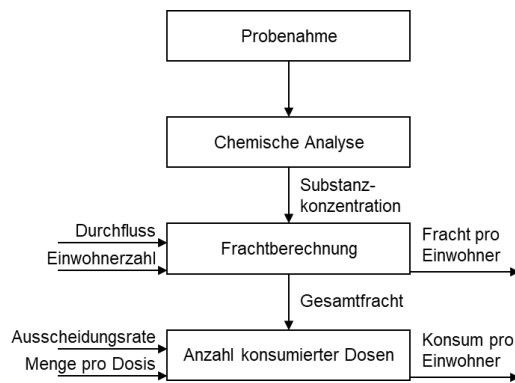 Probenahme
Chemische Analyse
Substanz-
konzentration
Durchfluss
Einwohnerzahl
Frachtberechnung
Fracht pro
Einwohner
Gesamtfracht
Ausscheidungsrate
Menge pro Dosis
Anzahl konsumierter Dosen
Konsum pro
Einwohner